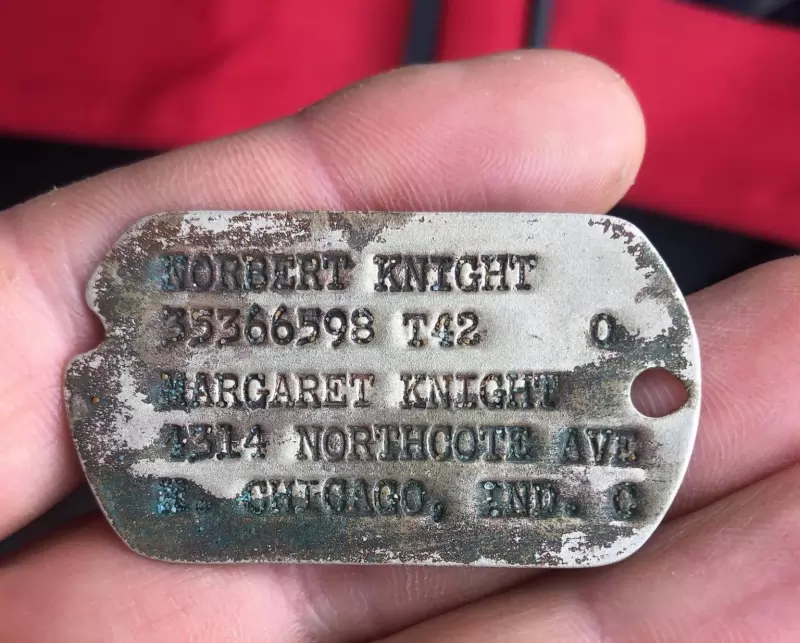 NORBERT KNIGHT
35366598 T42 O
MARGARET KNIGHT
4314 NORTHCOTE AVE
E. CHICAGO, IND. C